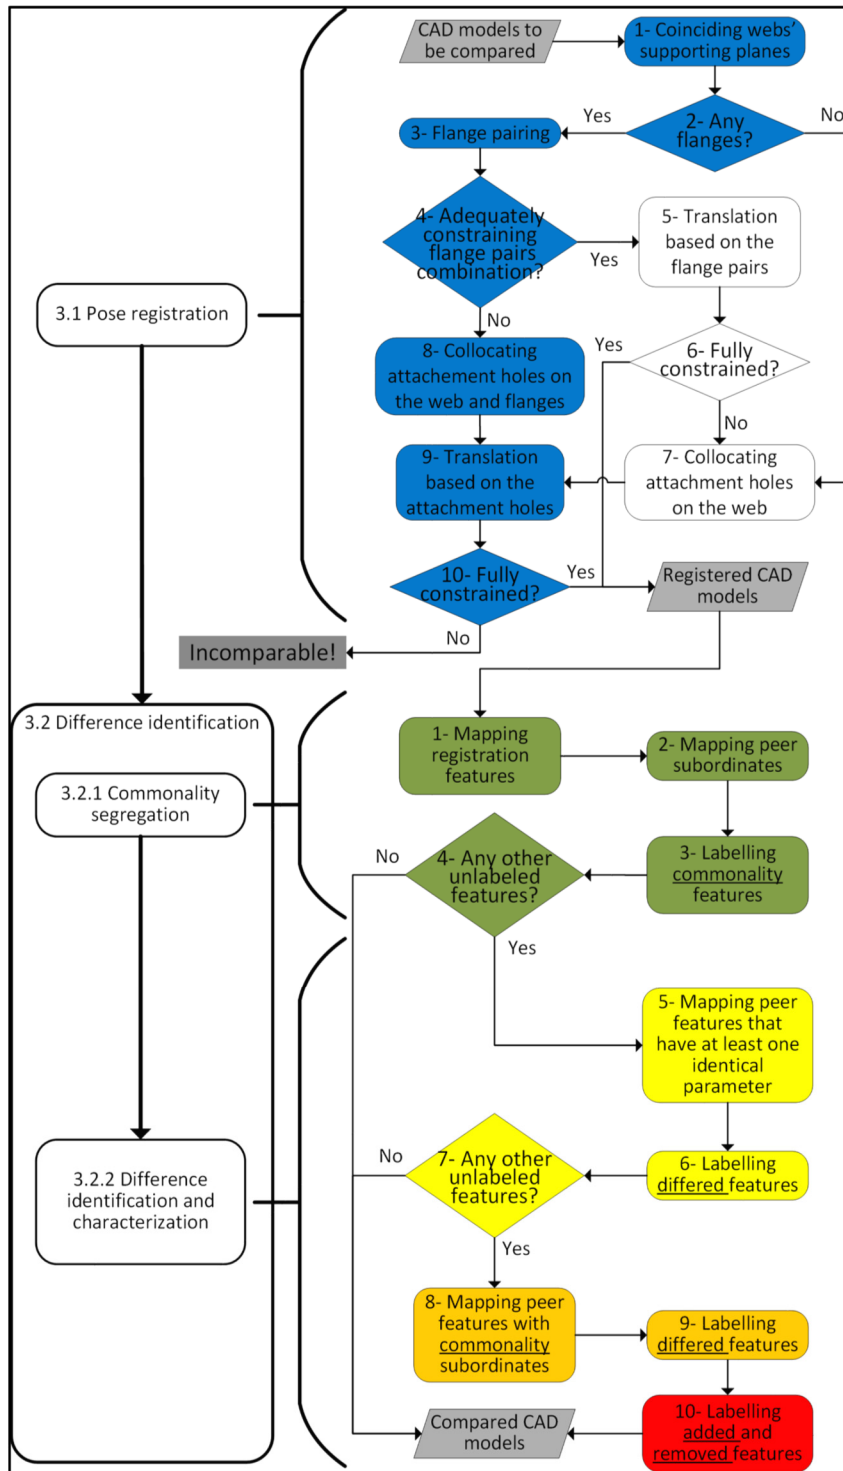 CAD models to
be compared
1- Coinciding webs'
supporting planes
2- Any
flanges?
Yes
No
3- Flange pairing
4- Adequately
constraining
flange pairs
combination?
Yes
No
5- Translation
based on the
flange pairs
6- Fully
constrained?
Yes
No
7- Collocating
attachment holes
on the web
8- Collocating
attachement holes on
the web and flanges
9- Translation
based on the
attachment holes
10- Fully
constrained?
Yes
No
Registered CAD
models
Incomparable!
3.1 Pose registration
3.2 Difference identification
3.2.1 Commonality
segregation
3.2.2 Difference
identification and
characterization
1- Mapping
registration
features
2- Mapping peer
subordinates
3- Labelling
commonality
features
4- Any other
unlabeled
features?
No
Yes
5- Mapping peer
features that
have at least one
identical
parameter
6- Labelling
differed features
7- Any other
unlabeled
features?
No
Yes
8- Mapping peer
features with
commonality
subordinates
9- Labelling
differed features
10- Labelling
added and
removed features
Compared CAD
models